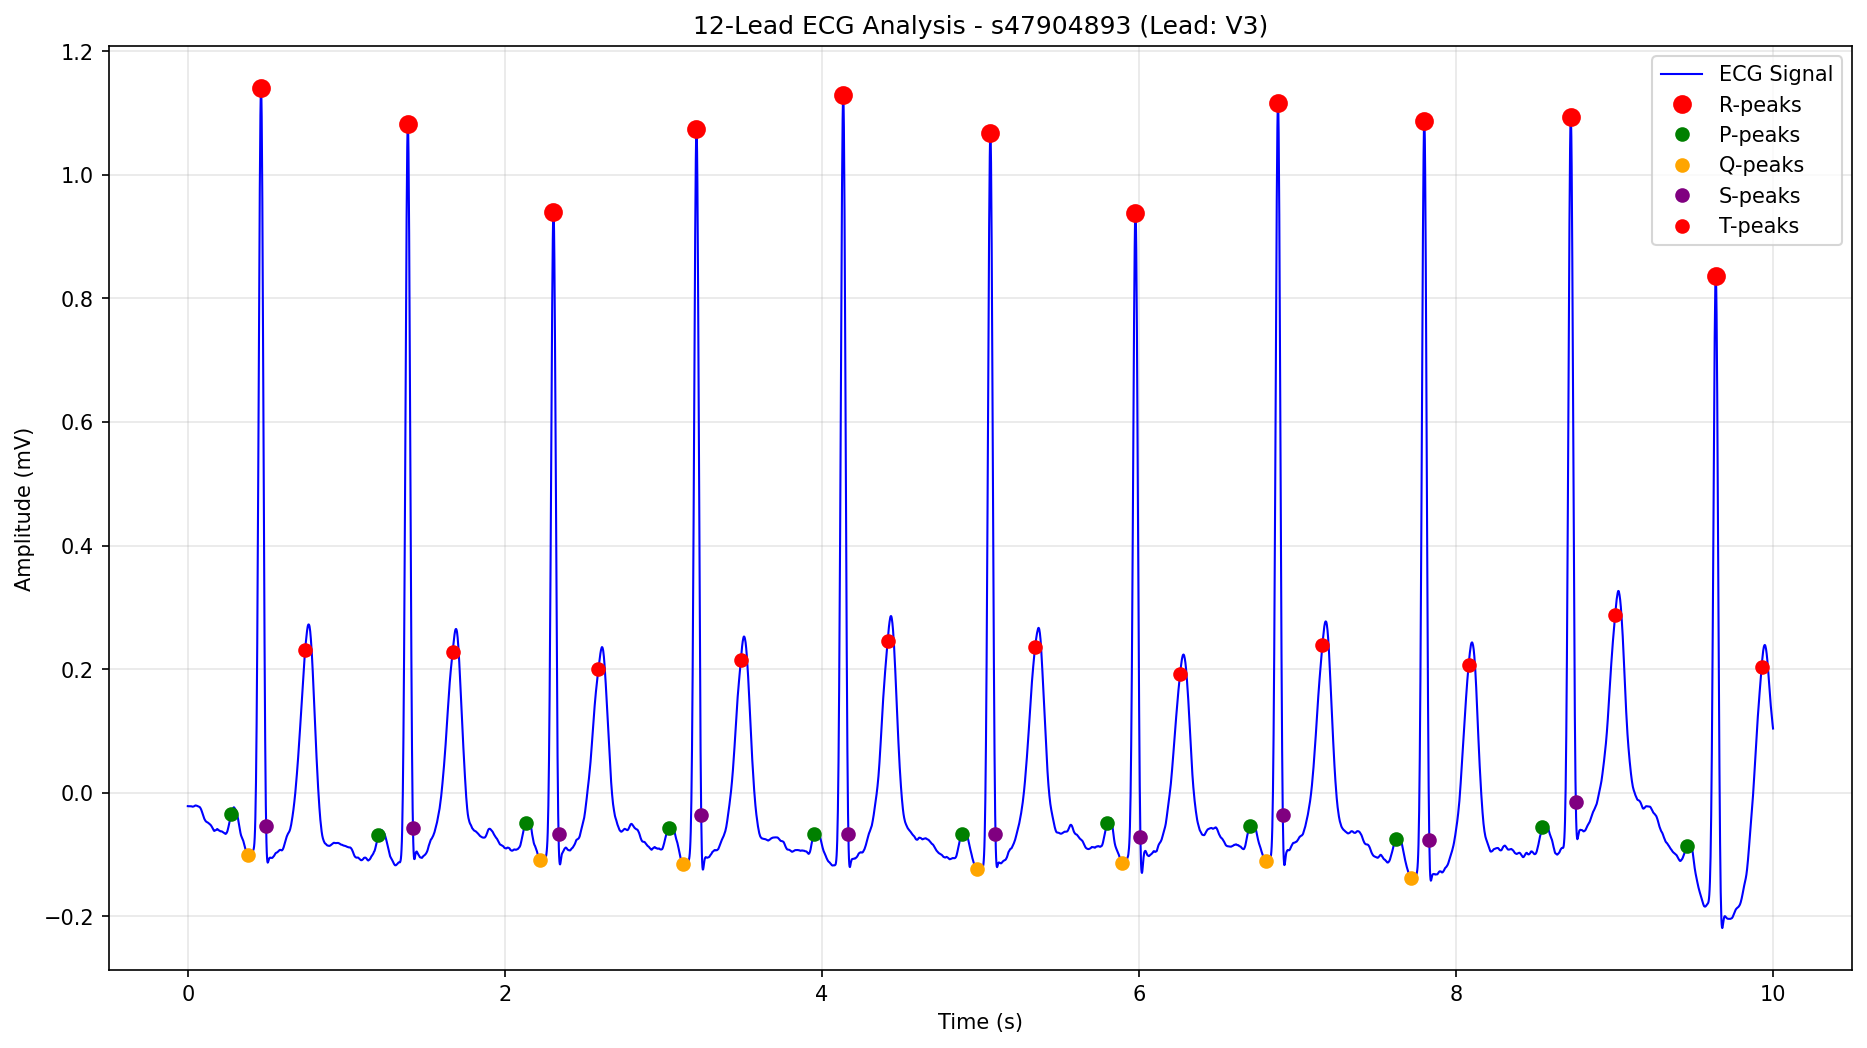 12-Lead ECG Analysis - s47904893 (Lead: V3)
ECG Signal
R-peaks
P-peaks
Q-peaks
S-peaks
T-peaks
Amplitude (mV)
1.2
1.0
0.8
0.6
0.4
0.2
0.0
−0.2
0 2 4 6 8 10
Time (s)